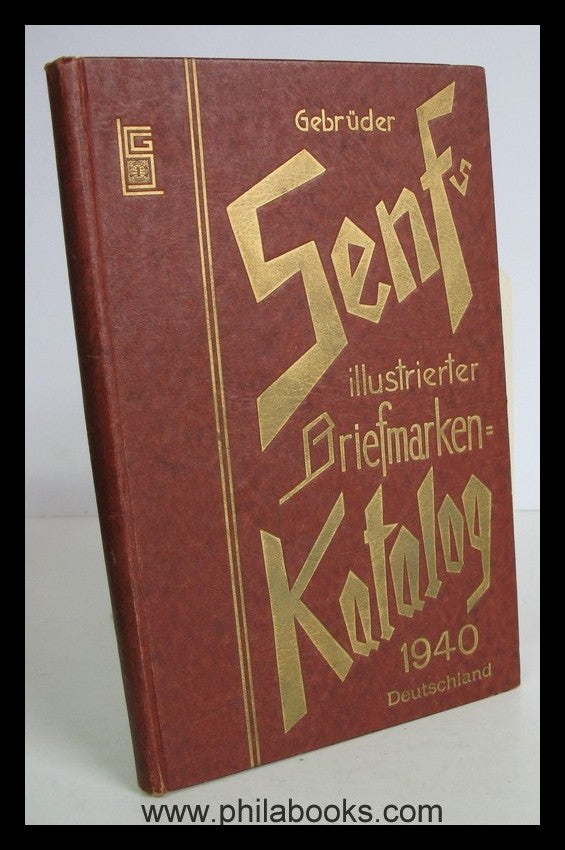 Gebrüder
Senf's
illustrierter
Briefmarken=
Katalog
1940
Deutschland
www.philabooks.com